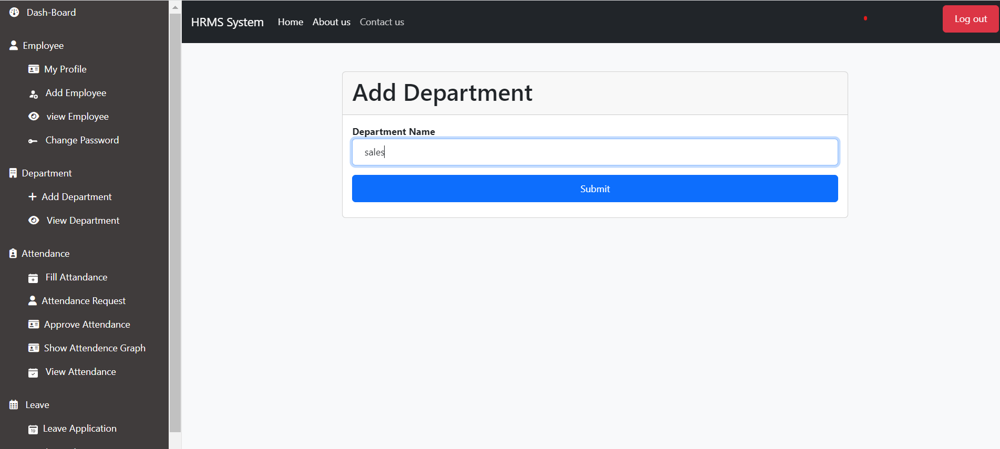 Dash-Board
Employee
My Profile
Add Employee
view Employee
Change Password
Department
Add Department
View Department
Attendance
Fill Attandance
Attendance Request
Approve Attendance
Show Attendence Graph
View Attendance
Leave
19
Leave Application
HRMS System Home About us Contact us Log out
Add Department
Department Name
sales
Submit